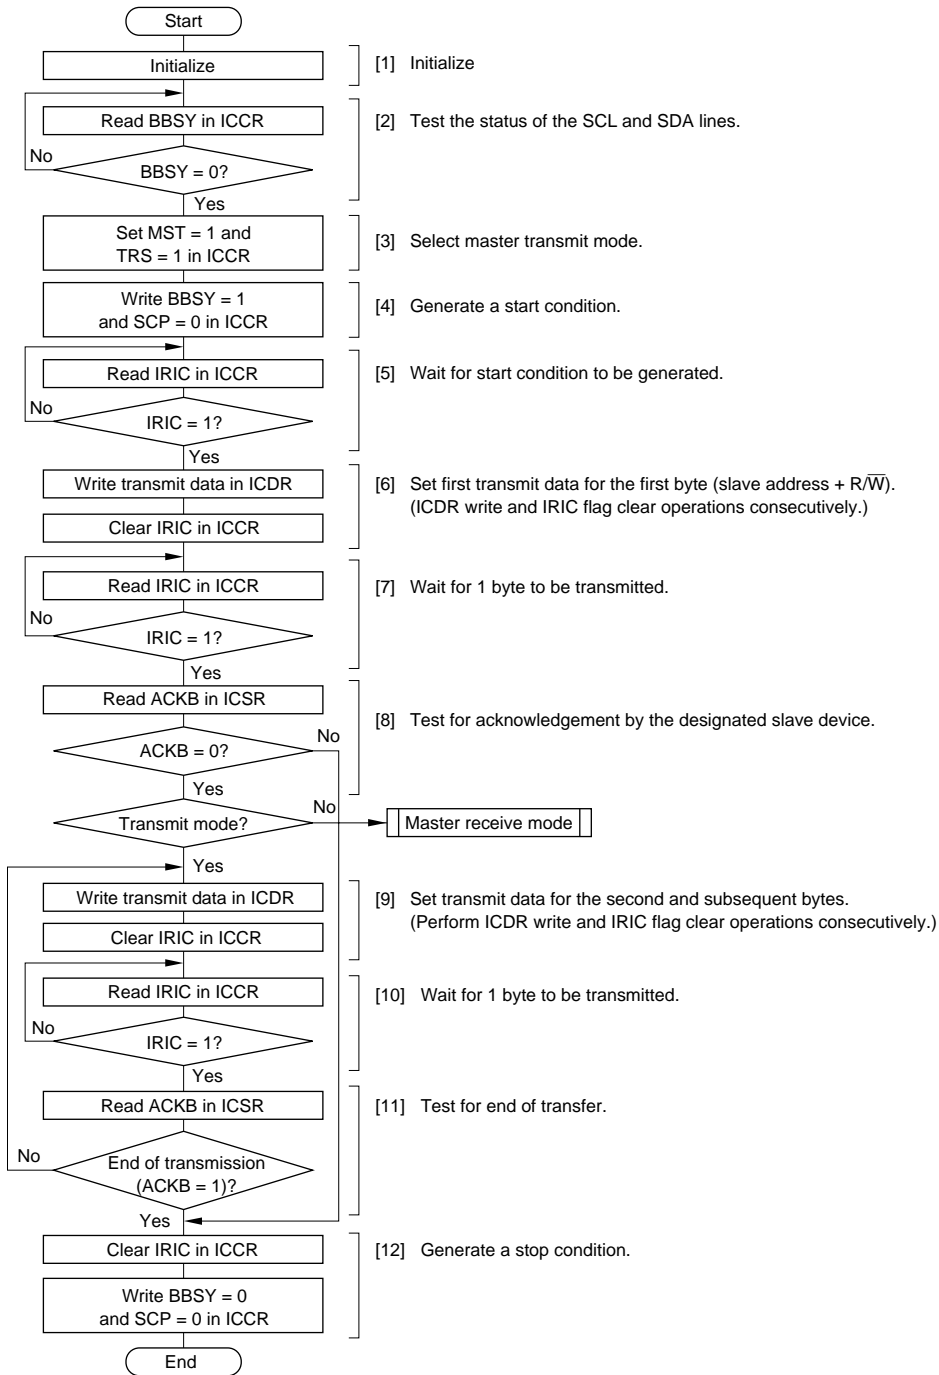 Start
Initialize
[1] Initialize
Read BBSY in ICCR
[2] Test the status of the SCL and SDA lines.
No
BBSY = 0?
Yes
Set MST = 1 and
TRS = 1 in ICCR
[3] Select master transmit mode.
Write BBSY = 1
and SCP = 0 in ICCR
[4] Generate a start condition.
Read IRIC in ICCR
[5] Wait for start condition to be generated.
No
IRIC = 1?
Yes
Write transmit data in ICDR
[6] Set first transmit data for the first byte (slave address + R/W̅).
(ICDR write and IRIC flag clear operations consecutively.)
Clear IRIC in ICCR
Read IRIC in ICCR
[7] Wait for 1 byte to be transmitted.
No
IRIC = 1?
Yes
Read ACKB in ICSR
[8] Test for acknowledgement by the designated slave device.
No
ACKB = 0?
Yes
No
Transmit mode?
Master receive mode
Yes
Write transmit data in ICDR
[9] Set transmit data for the second and subsequent bytes.
(Perform ICDR write and IRIC flag clear operations consecutively.)
Clear IRIC in ICCR
Read IRIC in ICCR
[10] Wait for 1 byte to be transmitted.
No
IRIC = 1?
Yes
Read ACKB in ICSR
[11] Test for end of transfer.
No
End of transmission
(ACKB = 1)?
Yes
Clear IRIC in ICCR
[12] Generate a stop condition.
Write BBSY = 0
and SCP = 0 in ICCR
End